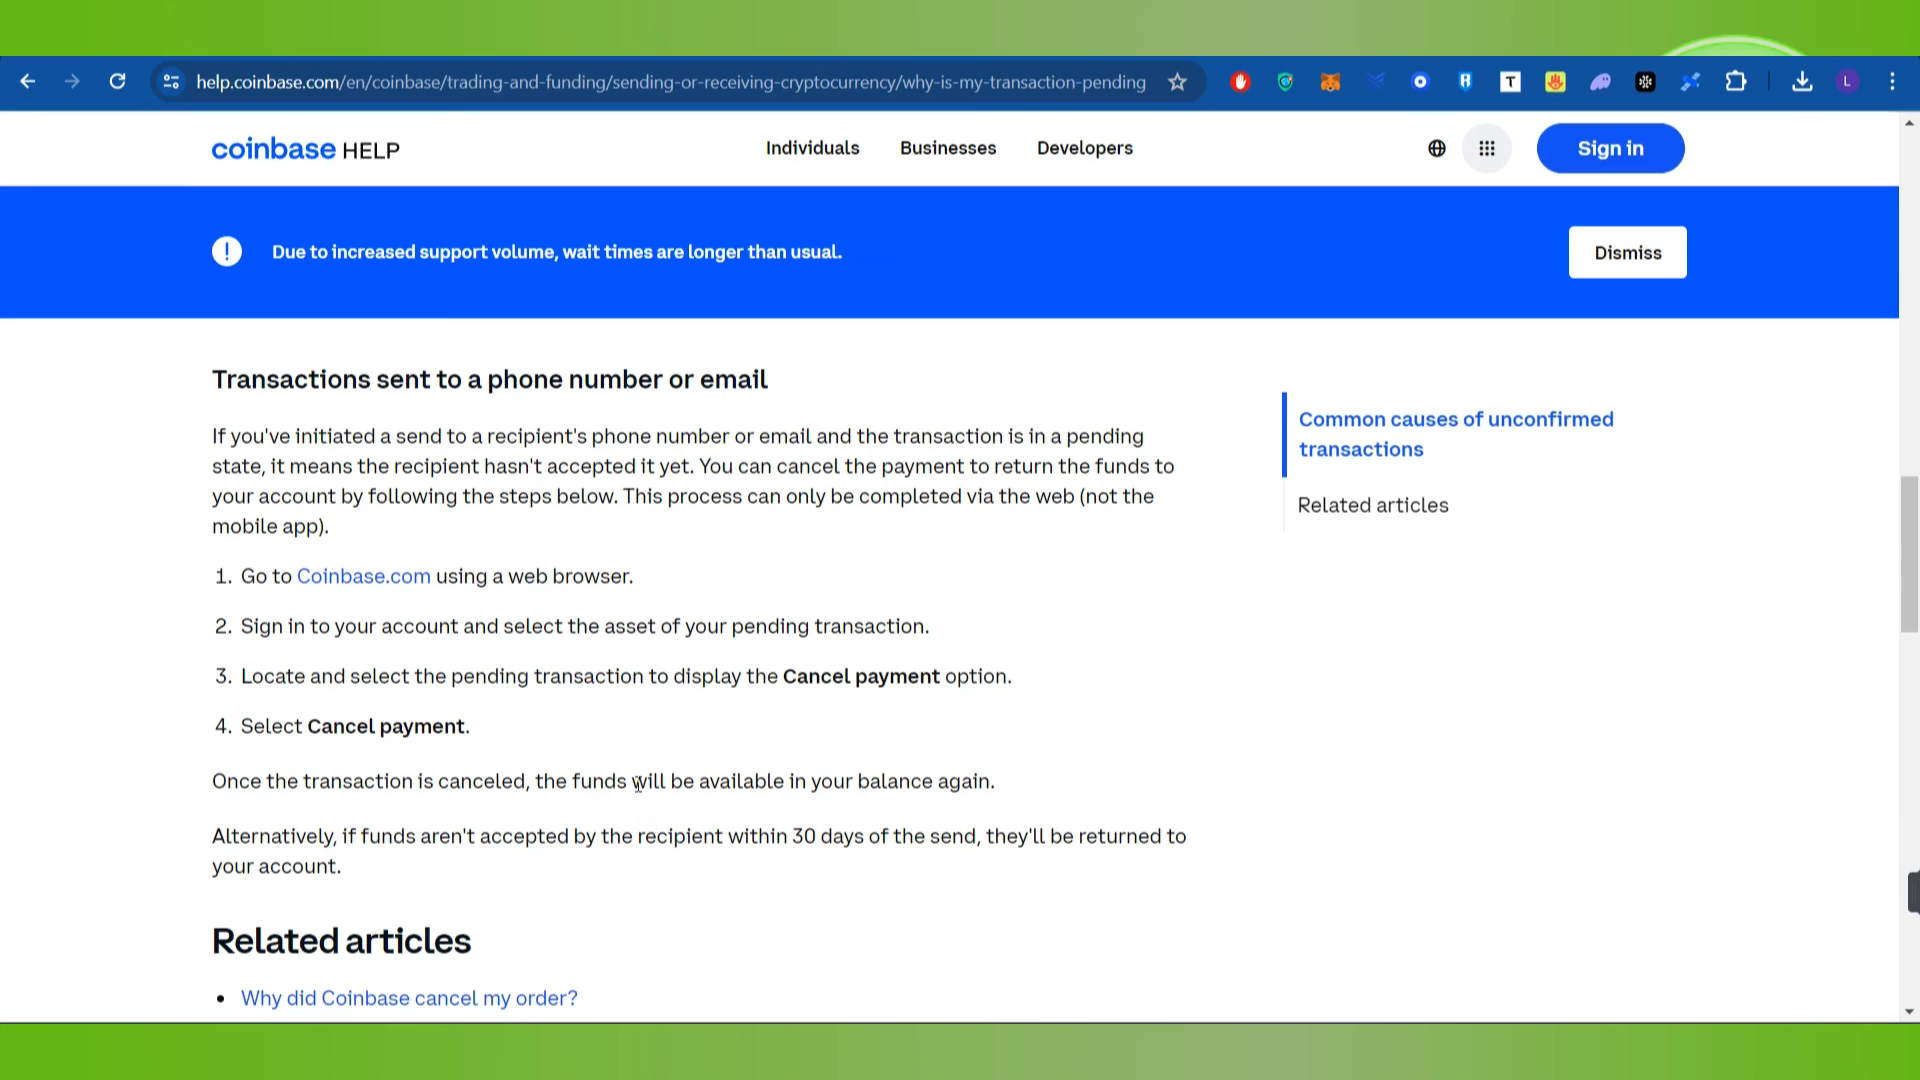 help.coinbase.com/en/coinbase/trading-and-funding/sending-or-receiving-cryptocurrency/why-is-my-transaction-pending
T
L
coinbase HELP
Individuals
Businesses
Developers
Sign in
Due to increased support volume, wait times are longer than usual.
Dismiss
Transactions sent to a phone number or email
If you've initiated a send to a recipient's phone number or email and the transaction is in a pending
state, it means the recipient hasn't accepted it yet. You can cancel the payment to return the funds to
your account by following the steps below. This process can only be completed via the web (not the
mobile app).
1. Go to Coinbase.com using a web browser.
2. Sign in to your account and select the asset of your pending transaction.
3. Locate and select the pending transaction to display the Cancel payment option.
4. Select Cancel payment.
Once the transaction is canceled, the funds will be available in your balance again.
Alternatively, if funds aren't accepted by the recipient within 30 days of the send, they'll be returned to
your account.
Related articles
• Why did Coinbase cancel my order?
Common causes of unconfirmed
transactions
Related articles